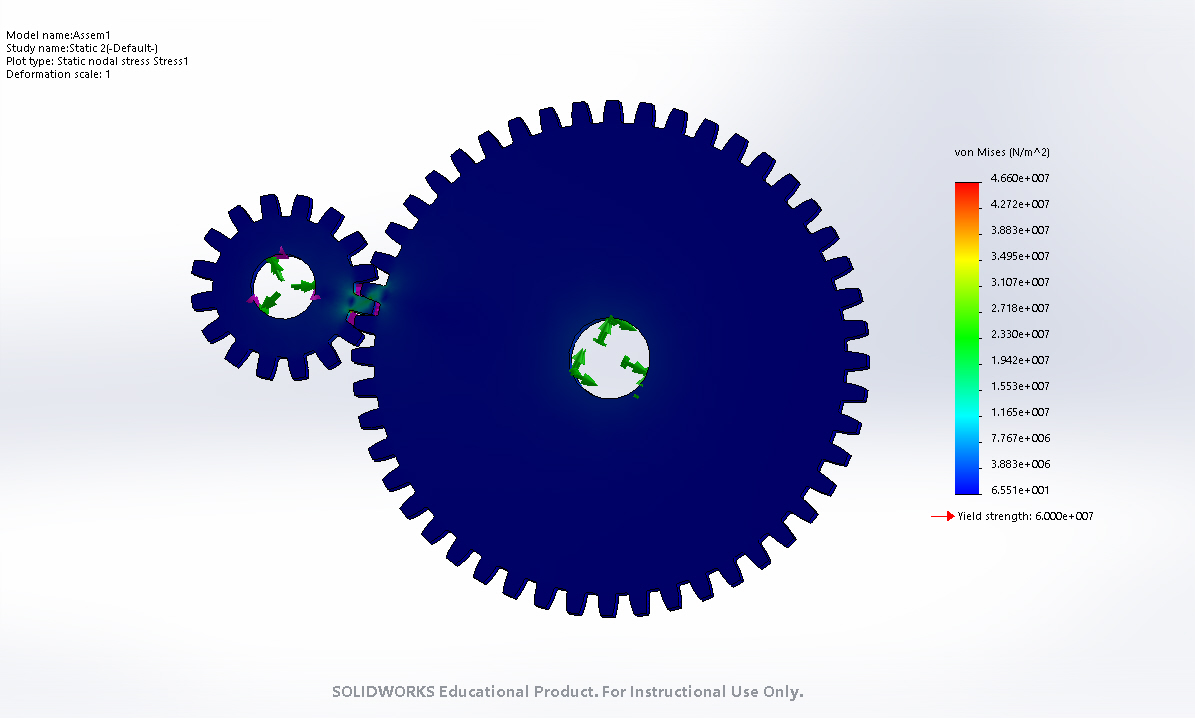 Model name:Assem1
Study name:Static 2(-Default-)
Plot type: Static nodal stress Stress1
Deformation scale: 1
von Mises (N/m^2)
4.660e+007
4.272e+007
3.883e+007
3.495e+007
3.107e+007
2.718e+007
2.330e+007
1.942e+007
1.553e+007
1.165e+007
7.767e+006
3.883e+006
6.551e+001
Yield strength: 6.000e+007
SOLIDWORKS Educational Product. For Instructional Use Only.